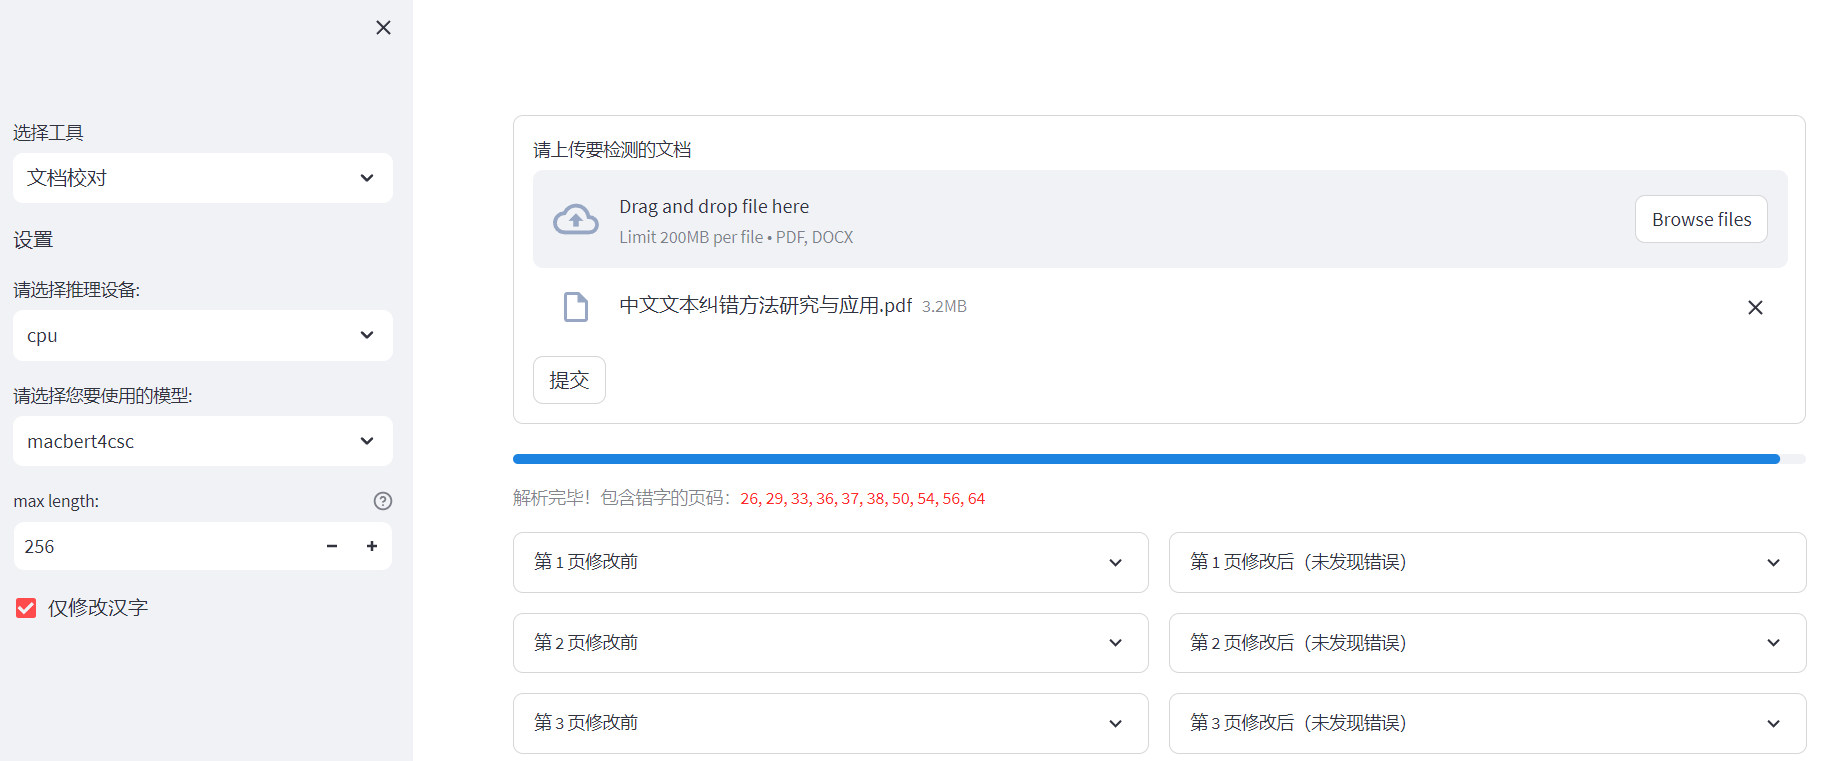 选择工具
文档校对
设置
请选择推理设备:
cpu
请选择您要使用的模型:
macbert4csc
max length:
256
仅修改汉字
请上传要检测的文档
Drag and drop file here
Limit 200MB per file • PDF, DOCX
Browse files
中文文本纠错方法研究与应用.pdf 3.2MB
提交
解析完毕！包含错字的页码：26, 29, 33, 36, 37, 38, 50, 54, 56, 64
第 1 页修改前
第 1 页修改后（未发现错误）
第 2 页修改前
第 2 页修改后（未发现错误）
第 3 页修改前
第 3 页修改后（未发现错误）